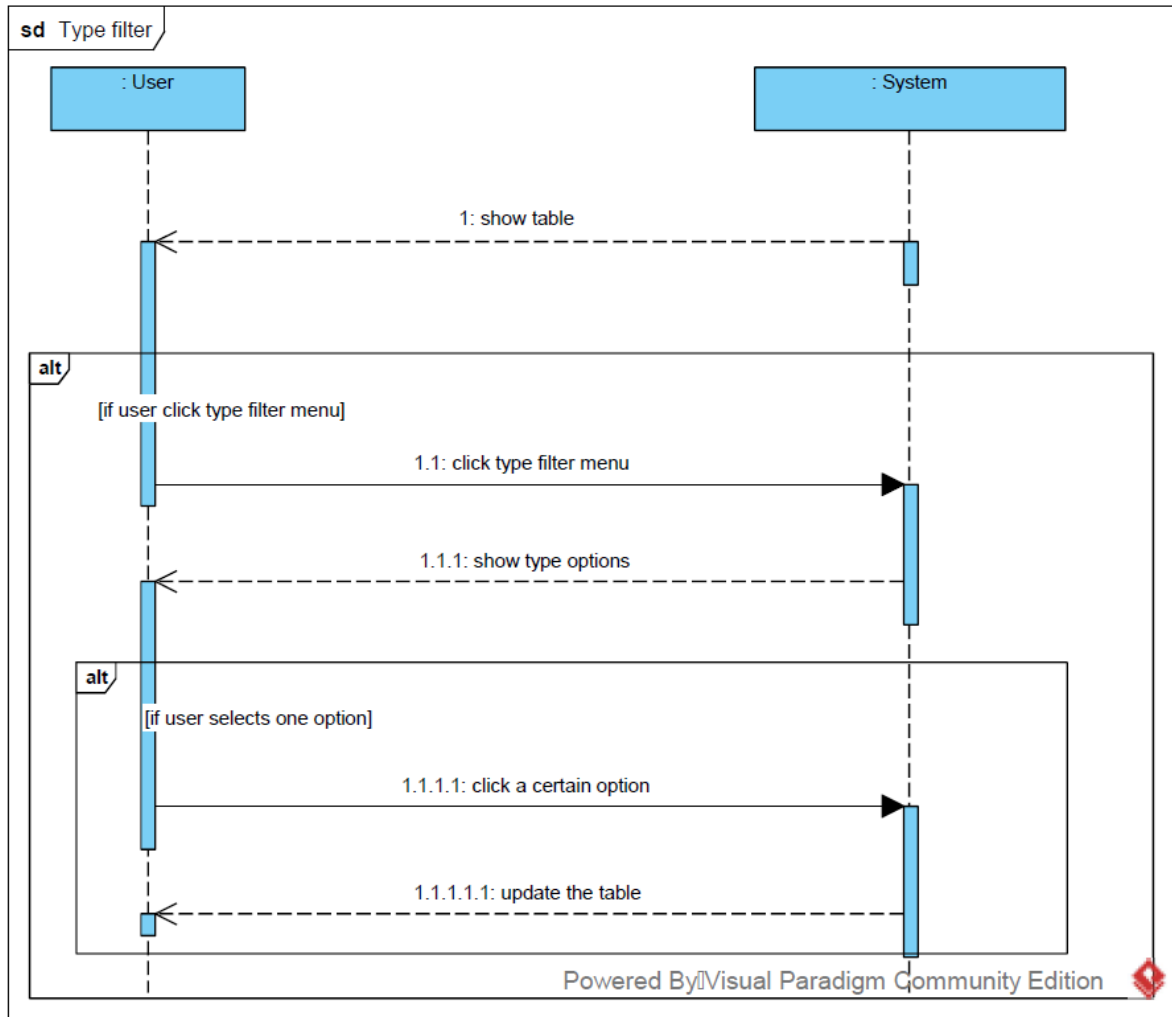 sd Type filter
: User
: System
1: show table
alt
[if user click type filter menu]
1.1: click type filter menu
1.1.1: show type options
alt
[if user selects one option]
1.1.1.1: click a certain option
1.1.1.1.1: update the table
Powered By Visual Paradigm Community Edition